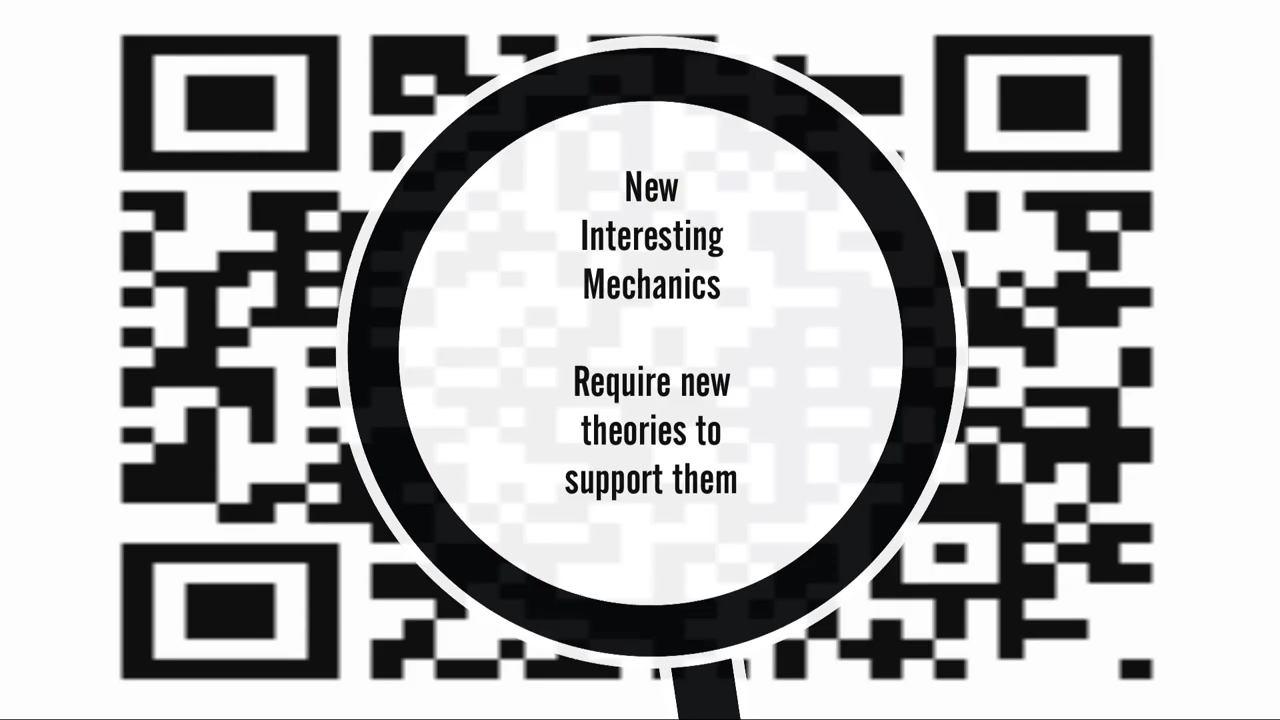 New
Interesting
Mechanics
Require new
theories to
support them